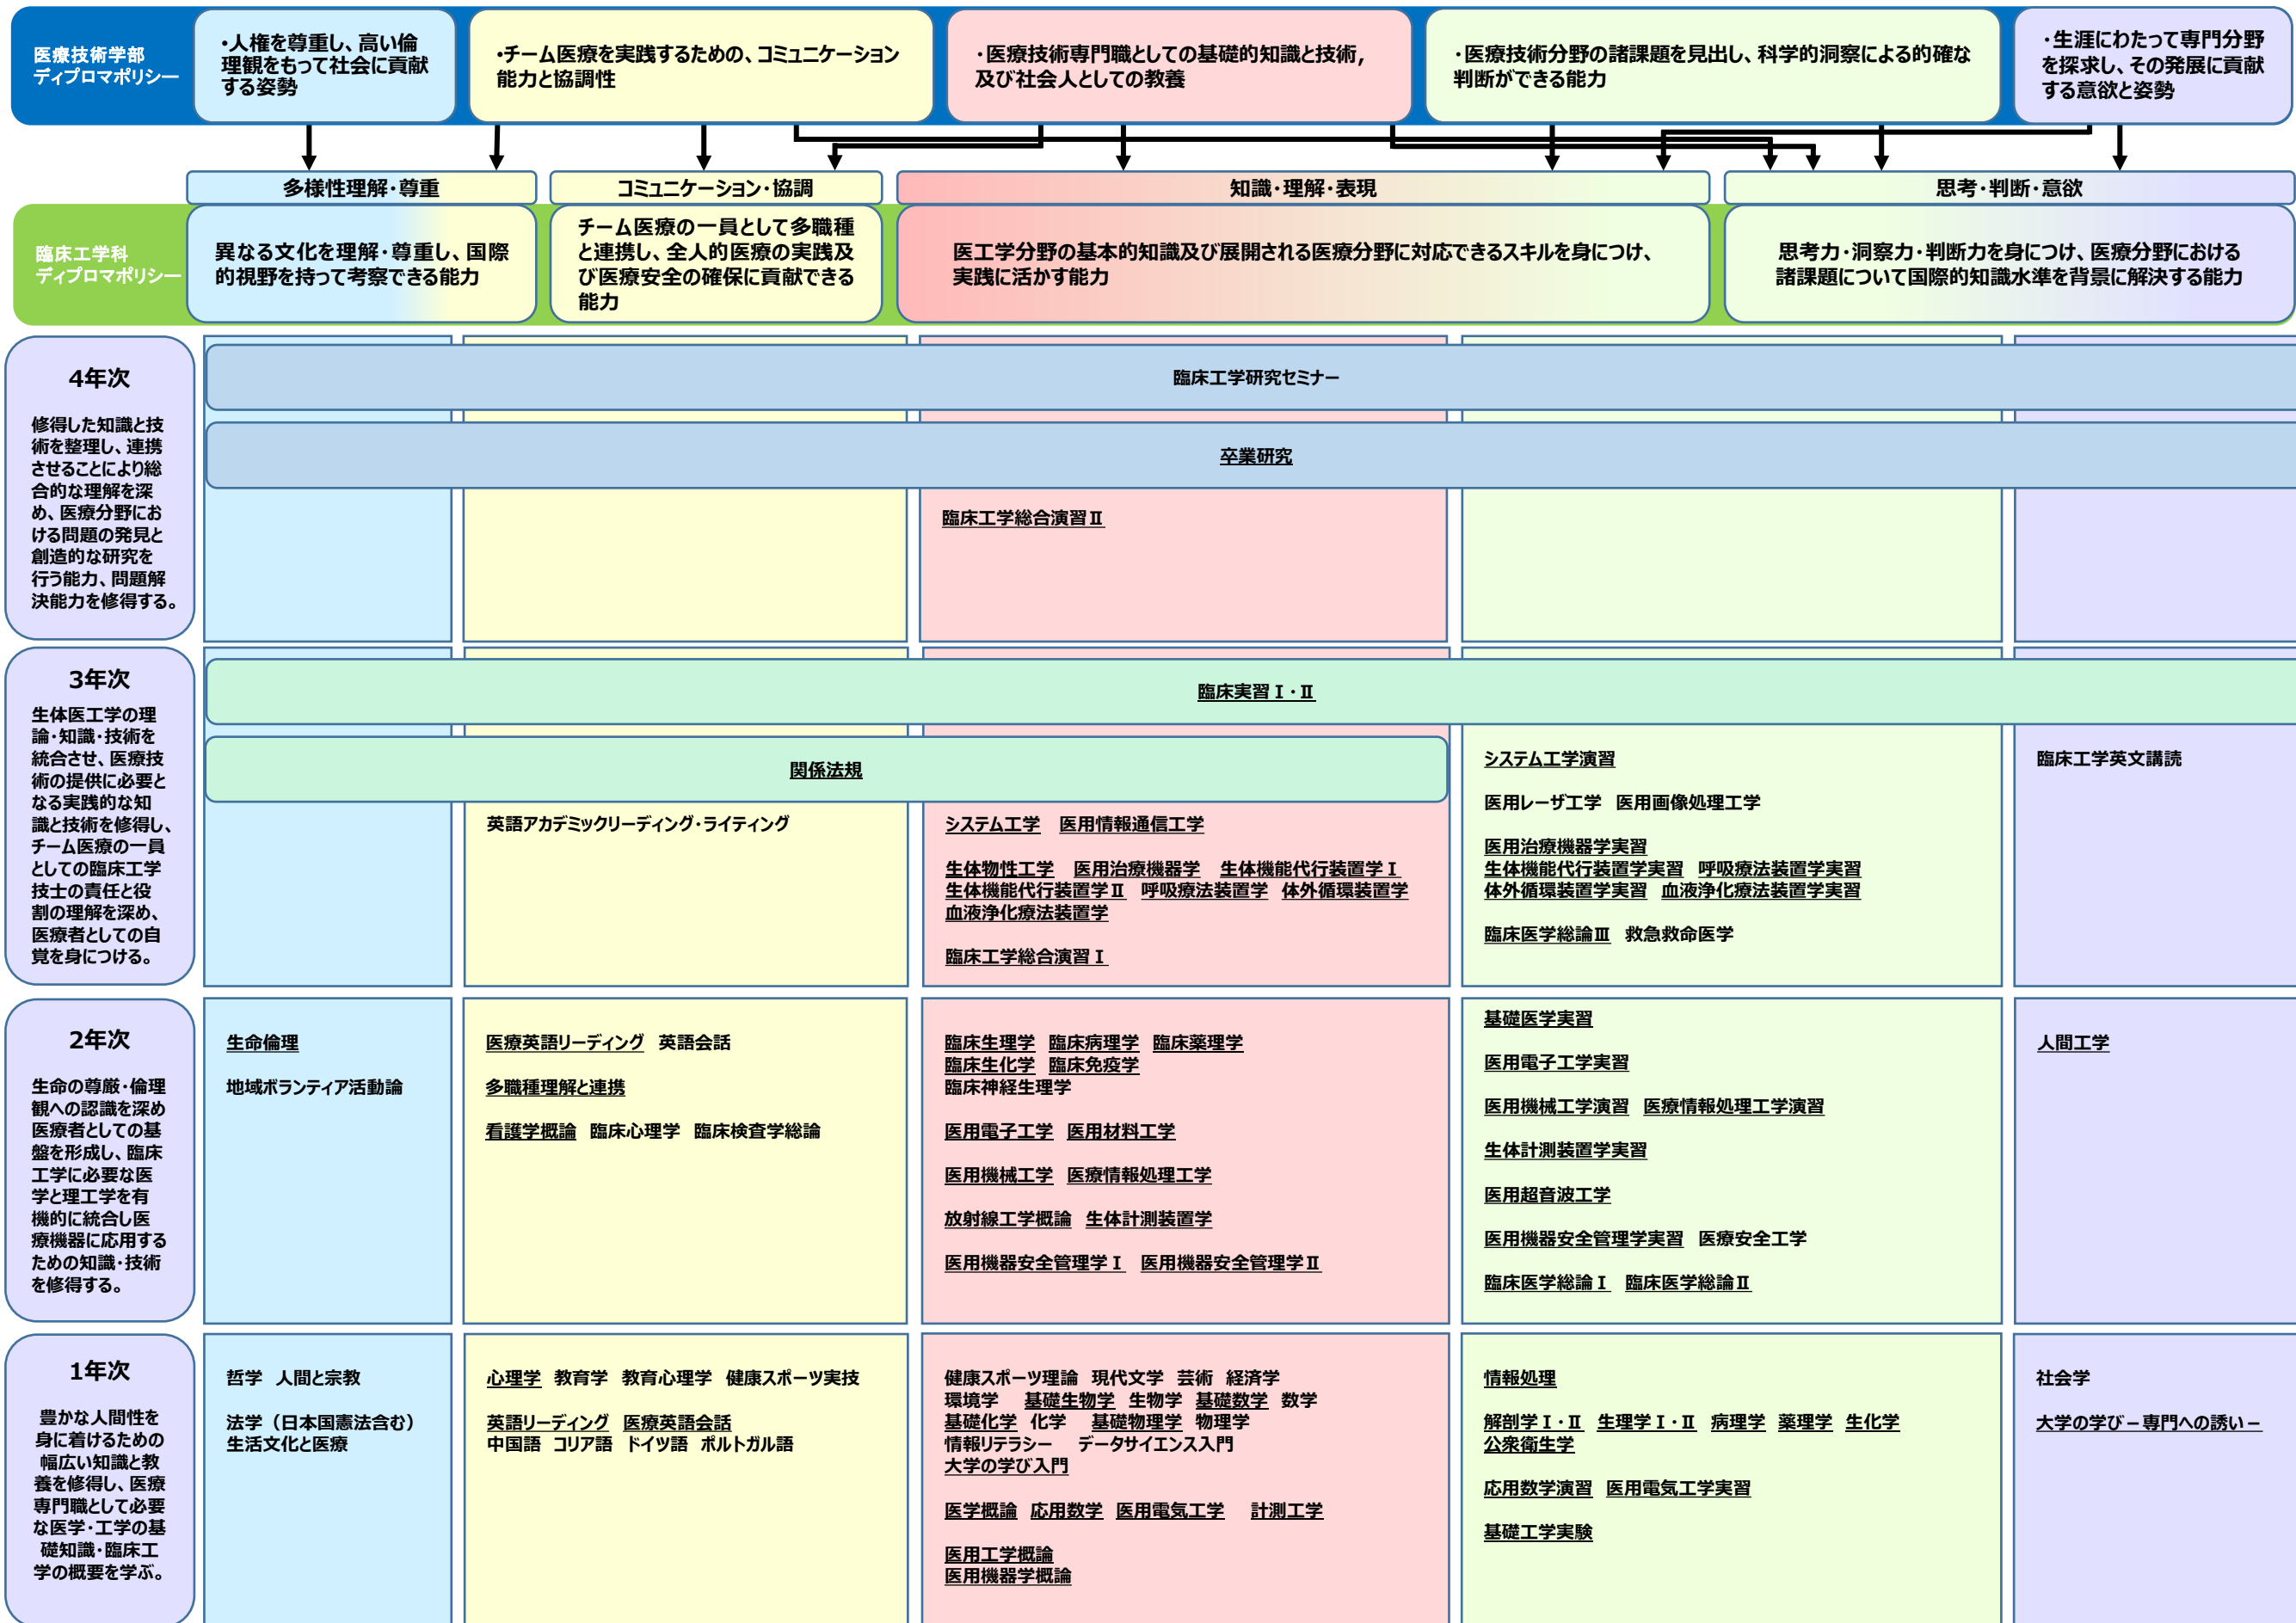 医療技術学部
ディプロマポリシー
・人権を尊重し、高い倫
理観をもって社会に貢献
する姿勢
・チーム医療を実践するための、コミュニケーション
能力と協調性
・医療技術専門職としての基礎的知識と技術,
及び社会人としての教養
・医療技術分野の諸課題を見出し、科学的洞察による的確な
判断ができる能力
・生涯にわたって専門分野
を探求し、その発展に貢献
する意欲と姿勢
多様性理解・尊重
コミュニケーション・協調
知識・理解・表現
思考・判断・意欲
臨床工学科
ディプロマポリシー
異なる文化を理解・尊重し、国際
的視野を持って考察できる能力
チーム医療の一員として多職種
と連携し、全人的医療の実践及
び医療安全の確保に貢献できる
能力
医工学分野の基本的知識及び展開される医療分野に対応できるスキルを身につけ、
実践に活かす能力
思考力・洞察力・判断力を身につけ、医療分野における
諸課題について国際的知識水準を背景に解決する能力
4年次
修得した知識と技
術を整理し、連携
させることにより総
合的な理解を深
め、医療分野にお
ける問題の発見と
創造的な研究を
行う能力、問題解
決能力を修得する。
臨床工学研究セミナー
卒業研究
臨床工学総合演習Ⅱ
3年次
生体医工学の理
論・知識・技術を
統合させ、医療技
術の提供に必要と
なる実践的な知
識と技術を修得し、
チーム医療の一員
としての臨床工学
技士の責任と役
割の理解を深め、
医療者としての自
覚を身につける。
臨床実習Ⅰ・Ⅱ
関係法規
英語アカデミックリーディング・ライティング
システム工学 医用情報通信工学
生体物性工学 医用治療機器学 生体機能代行装置学Ⅰ
生体機能代行装置学Ⅱ 呼吸療法装置学 体外循環装置学
血液浄化療法装置学
臨床工学総合演習Ⅰ
システム工学演習
医用レーザ工学 医用画像処理工学
医用治療機器学実習
生体機能代行装置学実習 呼吸療法装置学実習
体外循環装置学実習 血液浄化療法装置学実習
臨床医学総論Ⅲ 救急救命医学
臨床工学英文講読
2年次
生命の尊厳・倫理
観への認識を深め
医療者としての基
盤を形成し、臨床
工学に必要な医
学と理工学を有
機的に統合し医
療機器に応用する
ための知識・技術
を修得する。
生命倫理
地域ボランティア活動論
医療英語リーディング 英語会話
多職種理解と連携
看護学概論 臨床心理学 臨床検査学総論
臨床生理学 臨床病理学 臨床薬理学
臨床生化学 臨床免疫学
臨床神経生理学
医用電子工学 医用材料工学
医用機械工学 医療情報処理工学
放射線工学概論 生体計測装置学
医用機器安全管理学Ⅰ 医用機器安全管理学Ⅱ
基礎医学実習
医用電子工学実習
医用機械工学演習 医療情報処理工学演習
生体計測装置学実習
医用超音波工学
医用機器安全管理学実習 医療安全工学
臨床医学総論Ⅰ 臨床医学総論Ⅱ
人間工学
1年次
豊かな人間性を
身に着けるための
幅広い知識と教
養を修得し、医療
専門職として必要
な医学・工学の基
礎知識・臨床工
学の概要を学ぶ。
哲学 人間と宗教
法学（日本国憲法含む）
生活文化と医療
心理学 教育学 教育心理学 健康スポーツ実技
英語リーディング 医療英語会話
中国語 コリア語 ドイツ語 ポルトガル語
健康スポーツ理論 現代文学 芸術 経済学
環境学 基礎生物学 生物学 基礎数学 数学
基礎化学 化学 基礎物理学 物理学
情報リテラシー データサイエンス入門
大学の学び入門
医学概論 応用数学 医用電気工学 計測工学
医用工学概論
医用機器学概論
情報処理
解剖学Ⅰ・Ⅱ 生理学Ⅰ・Ⅱ 病理学 薬理学 生化学
公衆衛生学
応用数学演習 医用電気工学実習
基礎工学実験
社会学
大学の学び－専門への誘い－